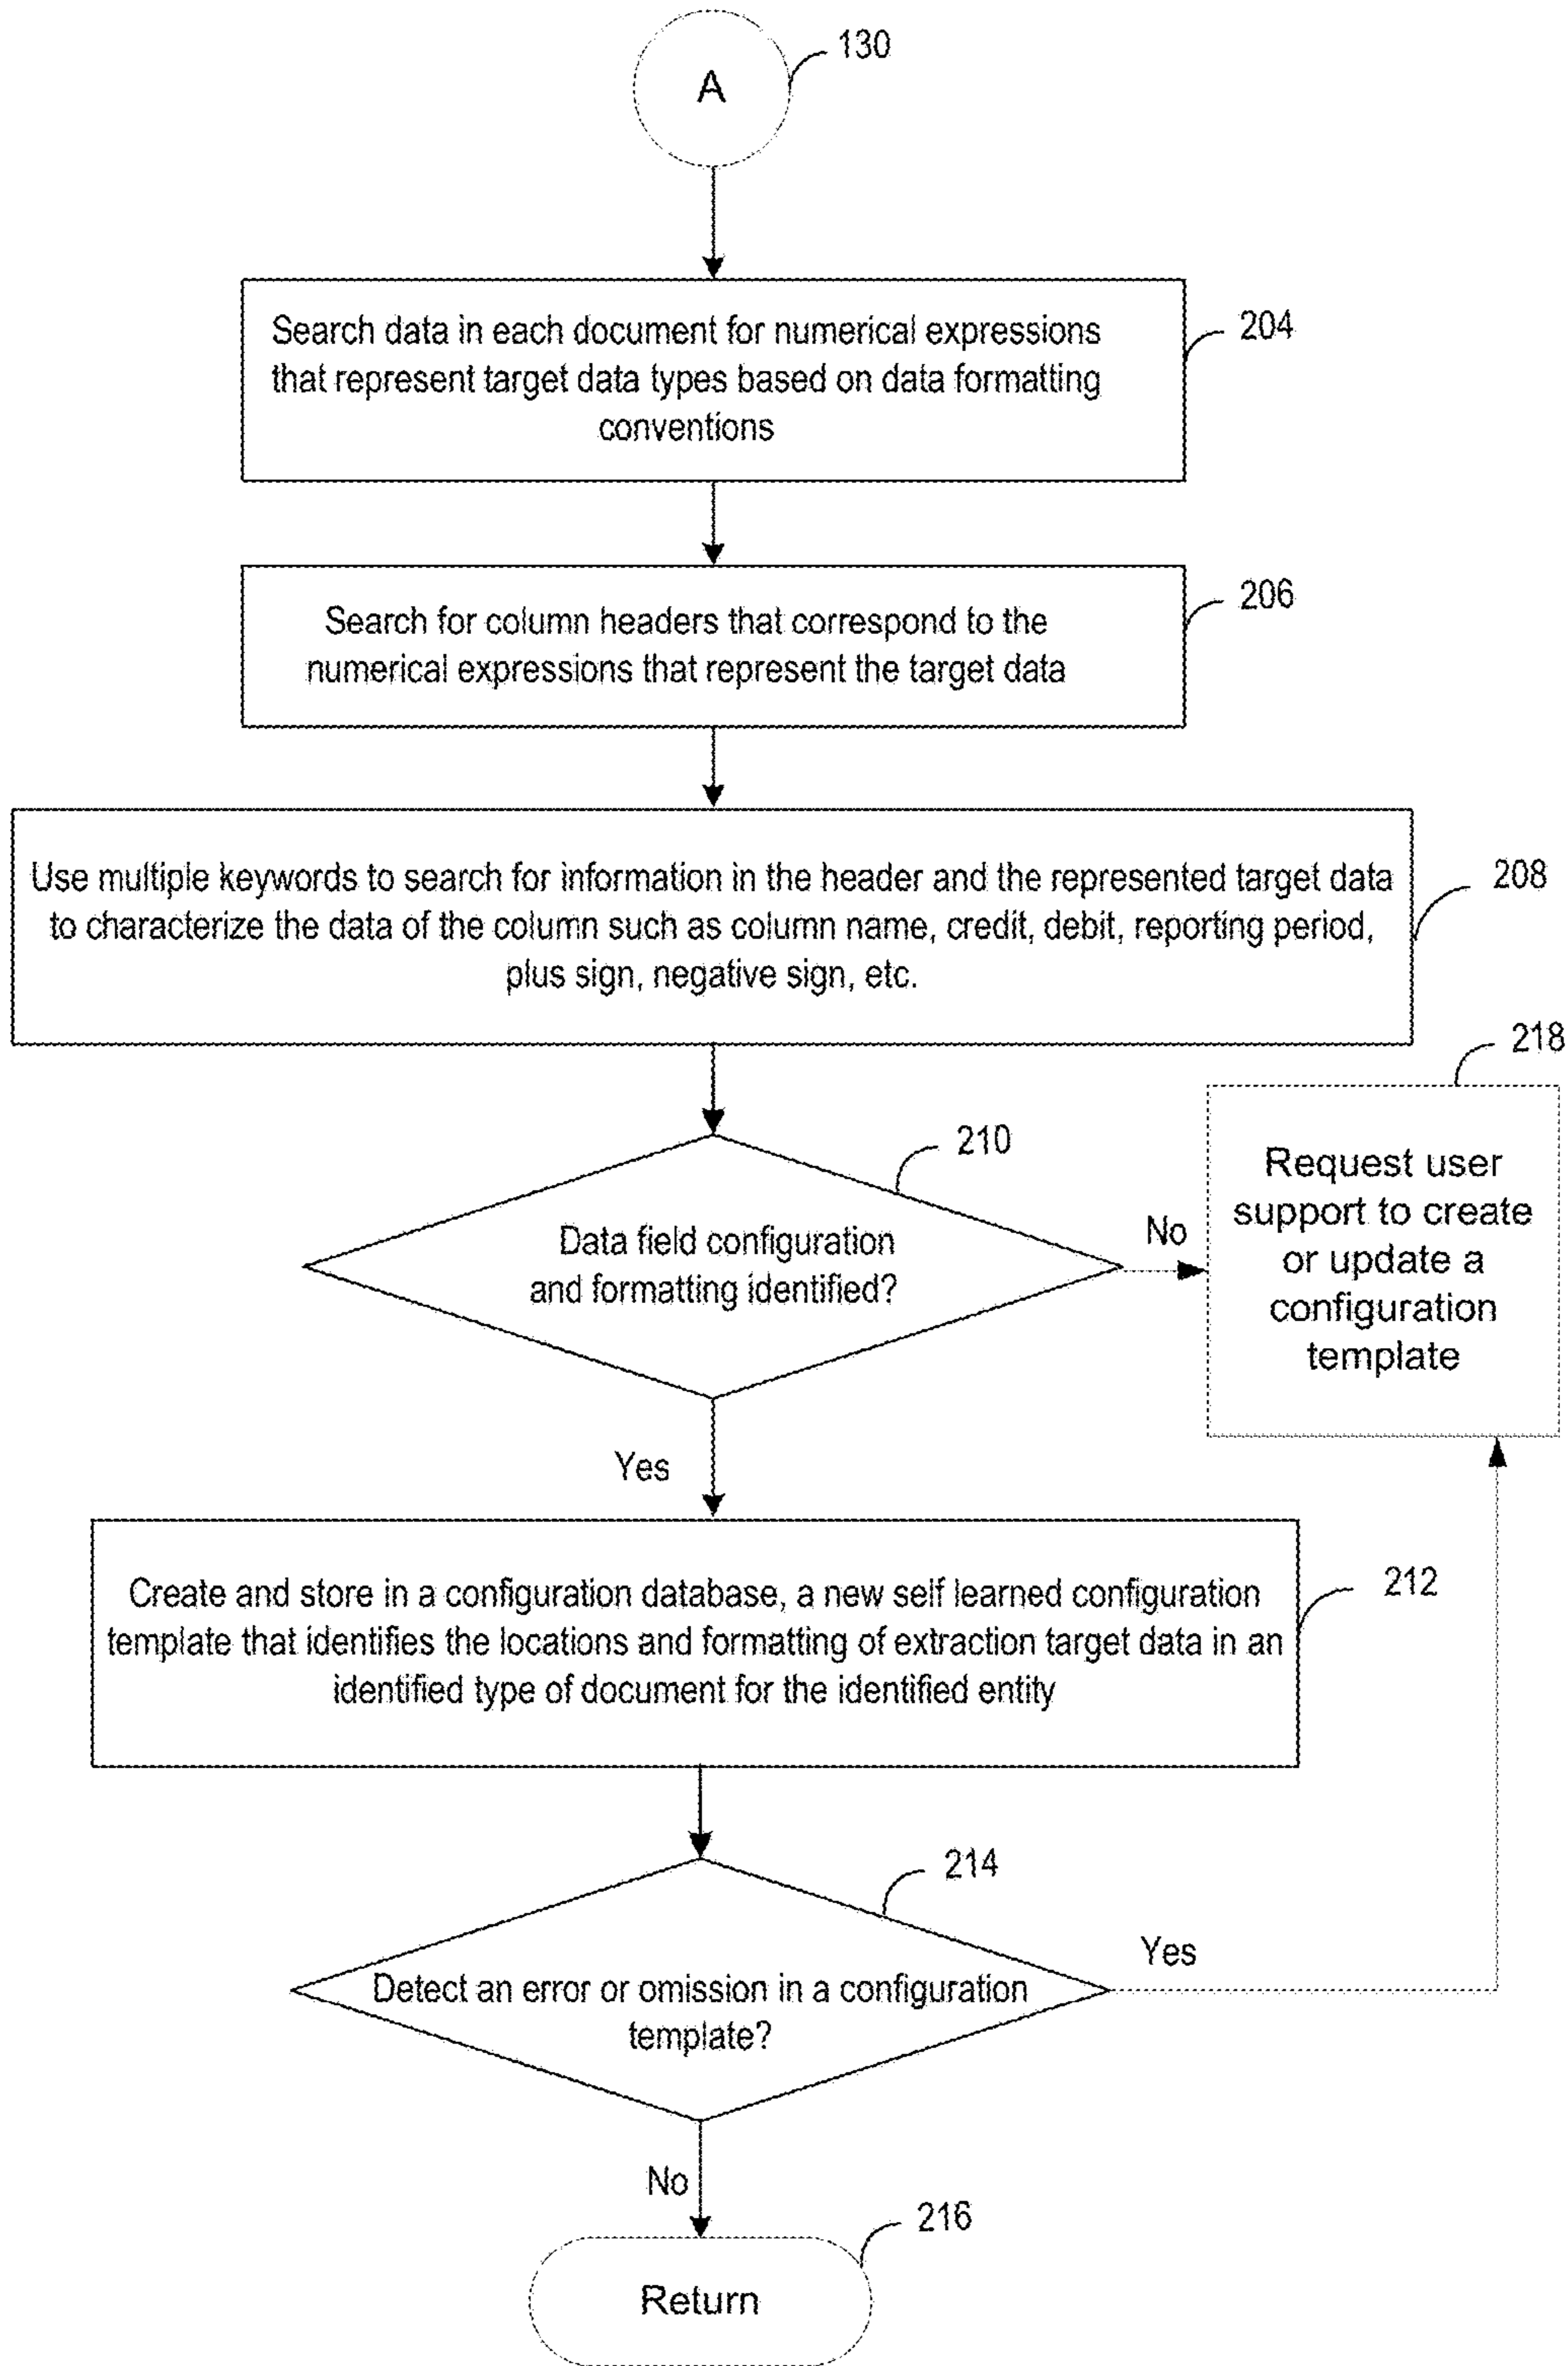 A
130
Search data in each document for numerical expressions
that represent target data types based on data formatting
conventions
204
Search for column headers that correspond to the
numerical expressions that represent the target data
206
Use multiple keywords to search for information in the header and the represented target data
to characterize the data of the column such as column name, credit, debit, reporting period,
plus sign, negative sign, etc.
208
Data field configuration
and formatting identified?
210
No
218
Request user
support to create
or update a
configuration
template
Yes
Create and store in a configuration database, a new self learned configuration
template that identifies the locations and formatting of extraction target data in an
identified type of document for the identified entity
212
Detect an error or omission in a configuration
template?
214
Yes
No
Return
216